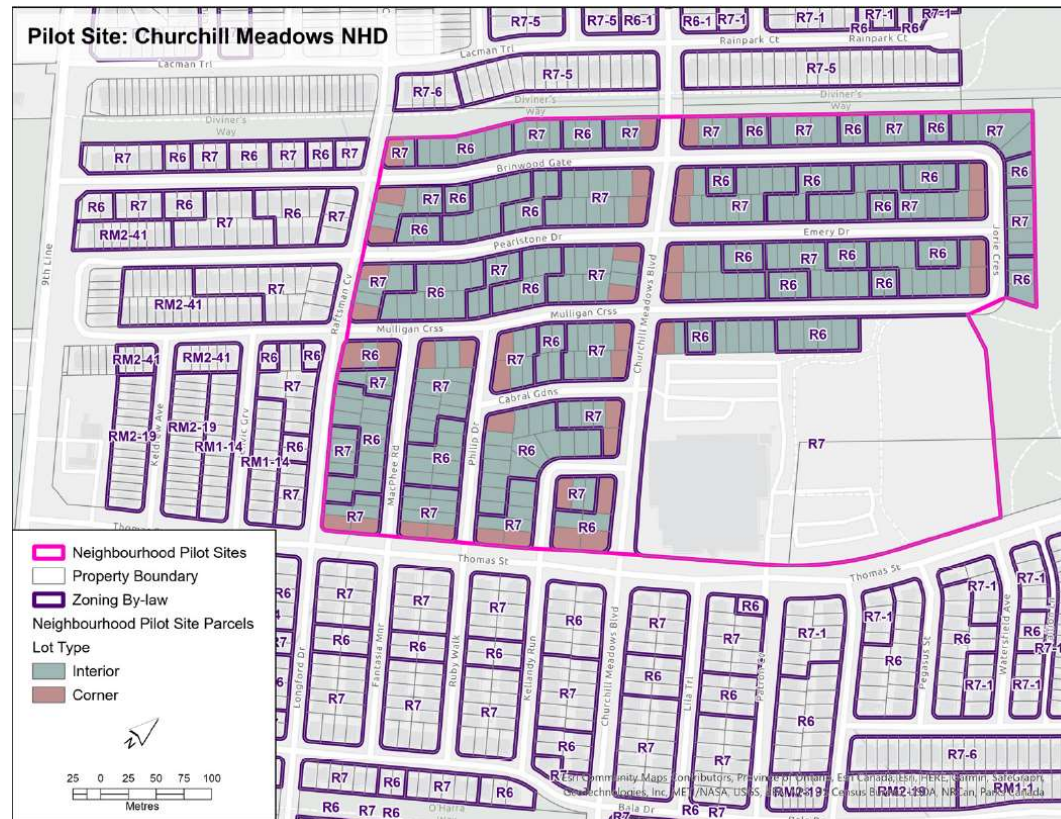 Pilot Site: Churchill Meadows NHD
R7-5
R7-5
R6-1
R6-1
R7-1
R7-1
R6
R7-1
R6
Rainpark Ct
Rainpark Ct
Lacman Trl
Lacman Trl
R7-5
R7-5
R7-6
Diviner's
Way
Diviner's
Way
Diviner's
Way
R7
R6
R7
R6
R7
R6
R7
R7
R6
R7
R6
R7
R7
R6
R7
R6
R7
R6
R7
Brinwood Gate
R6
R7
R6
R7
R6
R7
RM2-41
R7
R6
R7
R6
R7
R6
R6
R6
R6
R7
R6
R7
R6
R7
Pearlstone Dr
Emery Dr
Jorie Cres
9th Line
Raftsman Cv
Churchill Meadows Blvd
R7
RM2-41
R7
R6
R7
R6
R7
R6
R7
R6
R7
R6
R6
R6
R6
Mulligan Crss
Mulligan Crss
RM2-41
RM2-41
R6
R6
R7
R6
R7
R6
R7
R7
R6
R7
R6
R6
R7
Cabral Gdns
RM2-19
RM2-19
RM1-14
RM1-14
R6
R7
Keldrew Ave
R7
R6
R7
MacPhee Rd
R6
R7
Philip Dr
R6
R7
R7
R7
R6
R7
Thomas St
Thomas St
Neighbourhood Pilot Sites
Property Boundary
Zoning By-law
Neighbourhood Pilot Site Parcels
Lot Type
Interior
Corner
25 0 25 50 75 100
Metres
R7
R6
R7
Longford Dr
R7
R6
R7
Fantasia Mnr
R7
R6
R7
Ruby Walk
R7
R6
R7
Kellandy Run
R6
R7
R6
R7
Churchill Meadows Blvd
R6
R7
Lila Trl
R6
R7
R6
R7
R7-1
R6
R7-1
R6
Pegasus St
R7-1
R6
R7-1
Watersfield Ave
R7-1
R6
R7-1
R7-6
RM2-19
RM2-19
RM1-1
R7
R6
R7
R6
R6
R7
R6
O'Hara
Bala Dr
R7
R6